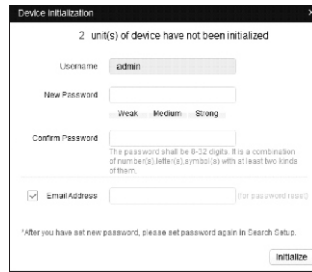 Device Initialization
2 unit(s) of device have not been initialized
Username admin
New Password
Weak Medium Strong
Confirm Password
The password shall be 8-32 digits. It is a combination
of number(s),letter(s),symbol(s) with at least two kinds
of them.
Email Address (for password reset)
*After you have set new password, please set password again in Search Setup.
Initialize